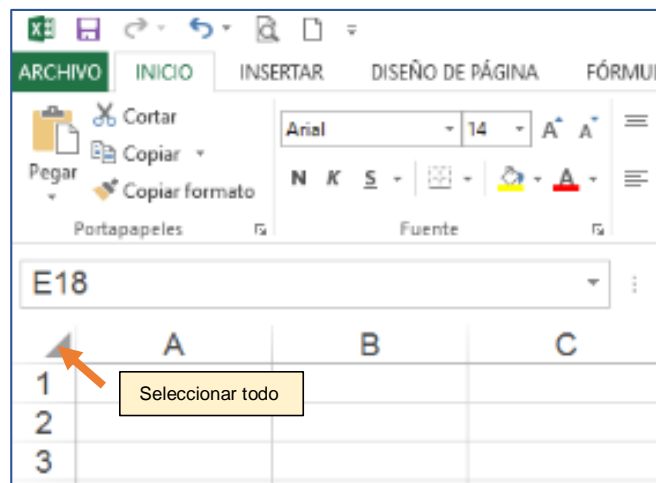 ARCHIVO INICIO INSERTAR DISEÑO DE PÁGINA FÓRMUL
Cortar
Copiar
Copiar formato
Pegar
Portapapeles
Arial 14 A A
N K S A
Fuente
E18
A B C
1
Seleccionar todo
2
3